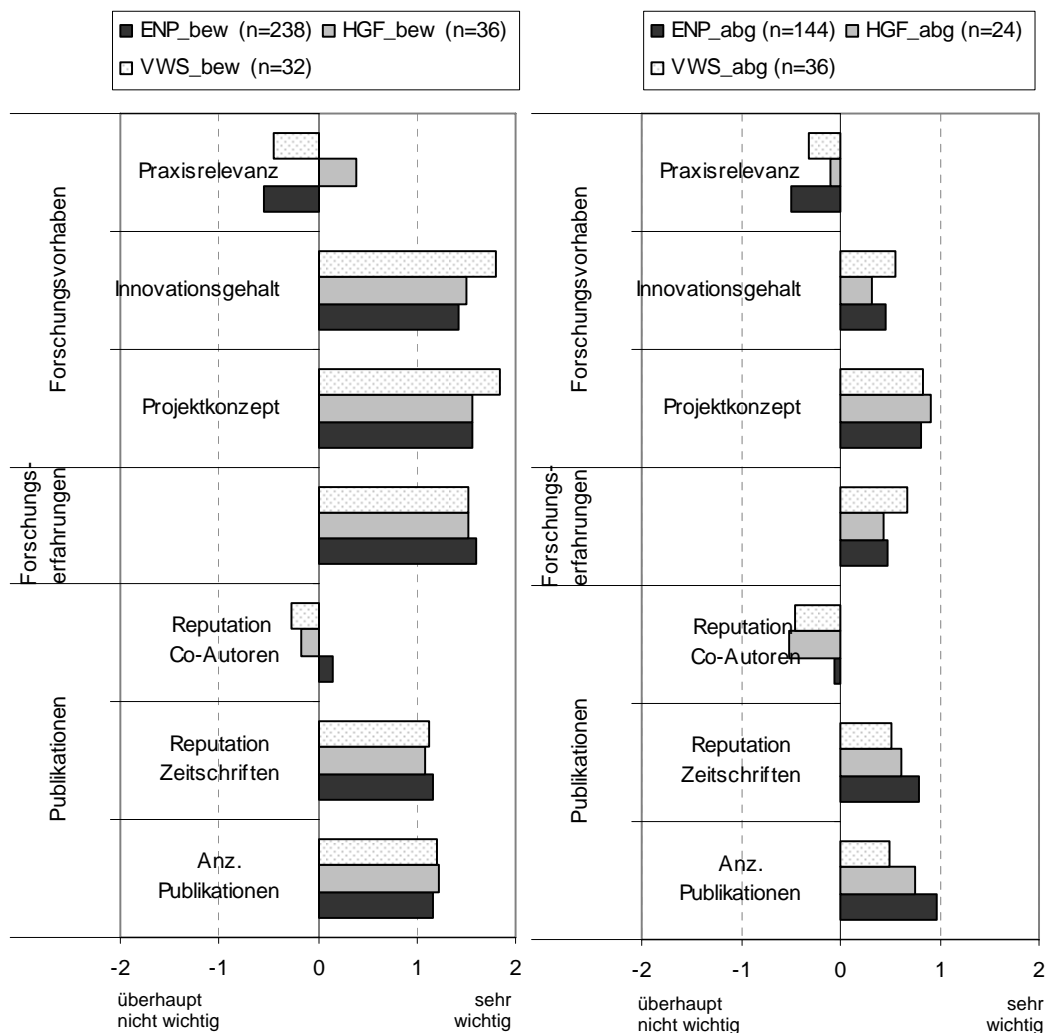 ENP_bew (n=238) HGF_bew (n=36)
VWS_bew (n=32)
Forschungsvorhaben
Praxisrelevanz
Innovationsgehalt
Projektkonzept
Forschungs-
erfahrungen
Publikationen
Reputation
Co-Autoren
Reputation
Zeitschriften
Anz.
Publikationen
-2 -1 0 1 2
überhaupt
nicht wichtig
sehr
wichtig
ENP_abg (n=144) HGF_abg (n=24)
VWS_abg (n=36)
Forschungsvorhaben
Praxisrelevanz
Innovationsgehalt
Projektkonzept
Forschungs-
erfahrungen
Publikationen
Reputation
Co-Autoren
Reputation
Zeitschriften
Anz.
Publikationen
-2 -1 0 1 2
überhaupt
nicht wichtig
sehr
wichtig